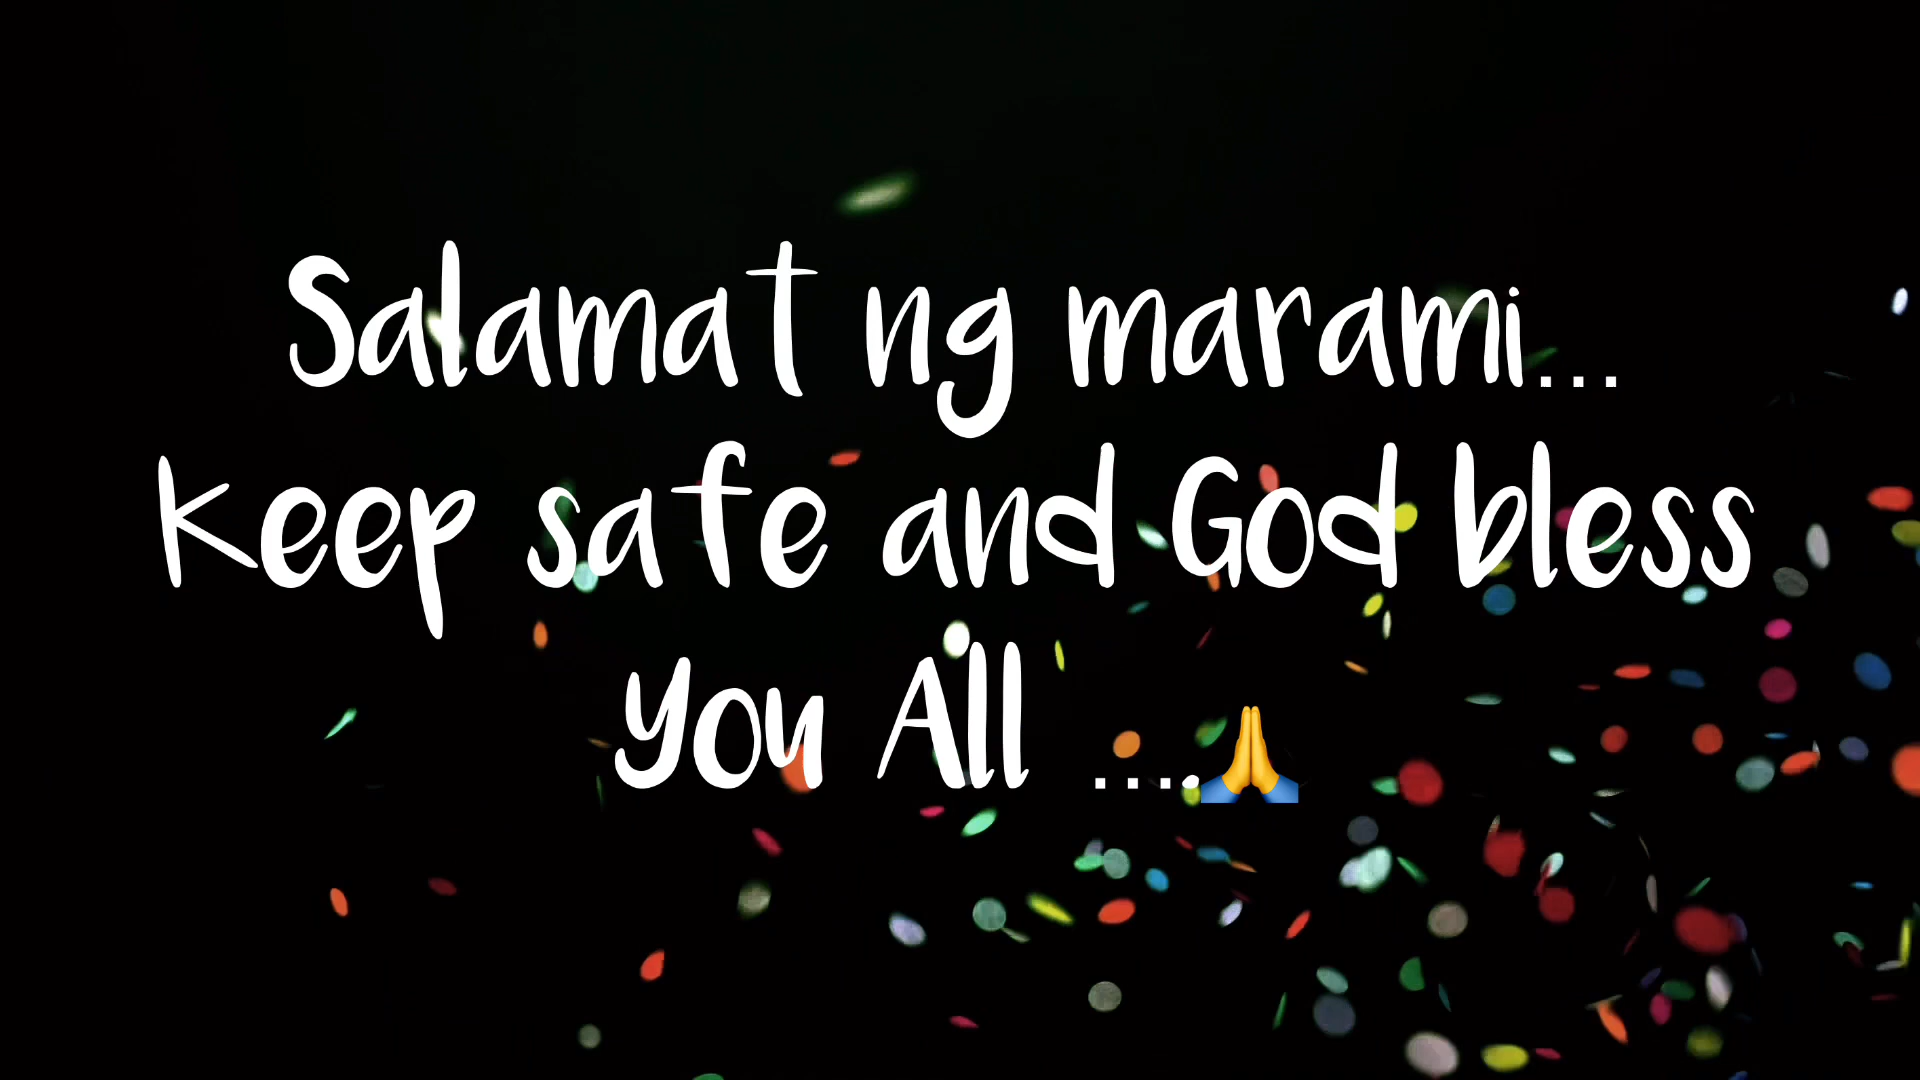 Salamat ng marami...
keep safe and God bless
you All ....🙏